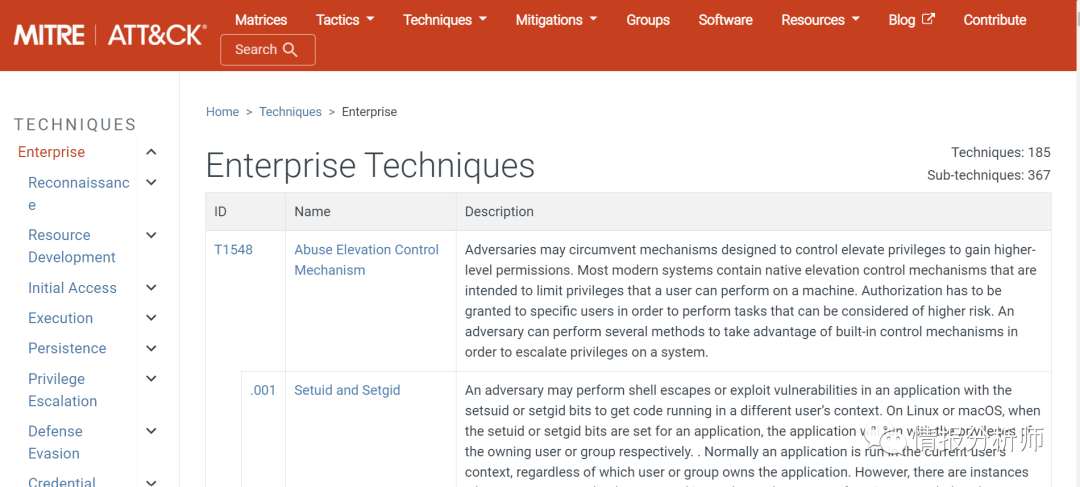 MITRE | ATT&CK®
Matrices Tactics Techniques Mitigations Groups Software Resources Blog Contribute
Search
TECHNIQUES
Enterprise
Reconnaissanc
e
Resource
Development
Initial Access
Execution
Persistence
Privilege
Escalation
Defense
Evasion
Credential
Home > Techniques > Enterprise
Enterprise Techniques
Techniques: 185
Sub-techniques: 367
ID Name Description
T1548 Abuse Elevation Control
Mechanism
Adversaries may circumvent mechanisms designed to control elevate privileges to gain higher-
level permissions. Most modern systems contain native elevation control mechanisms that are
intended to limit privileges that a user can perform on a machine. Authorization has to be
granted to specific users in order to perform tasks that can be considered of higher risk. An
adversary can perform several methods to take advantage of built-in control mechanisms in
order to escalate privileges on a system.
.001 Setuid and Setgid
An adversary may perform shell escapes or exploit vulnerabilities in an application with the
setsuid or setgid bits to get code running in a different user's context. On Linux or macOS, when
the setuid or setgid bits are set for an application, the application with the privileges
the owning user or group respectively. . Normally an application is run in the current user's
context, regardless of which user or group owns the application. However, there are instances
情报分析师